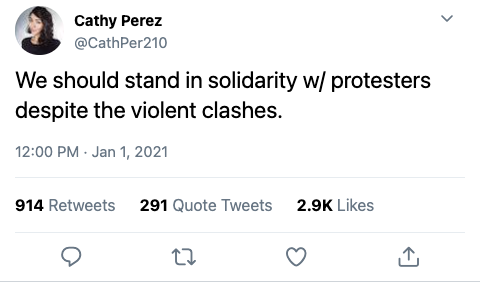 Cathy Perez
@CathPer210
We should stand in solidarity w/ protesters
despite the violent clashes.
12:00 PM · Jan 1, 2021
914 Retweets 291 Quote Tweets 2.9K Likes